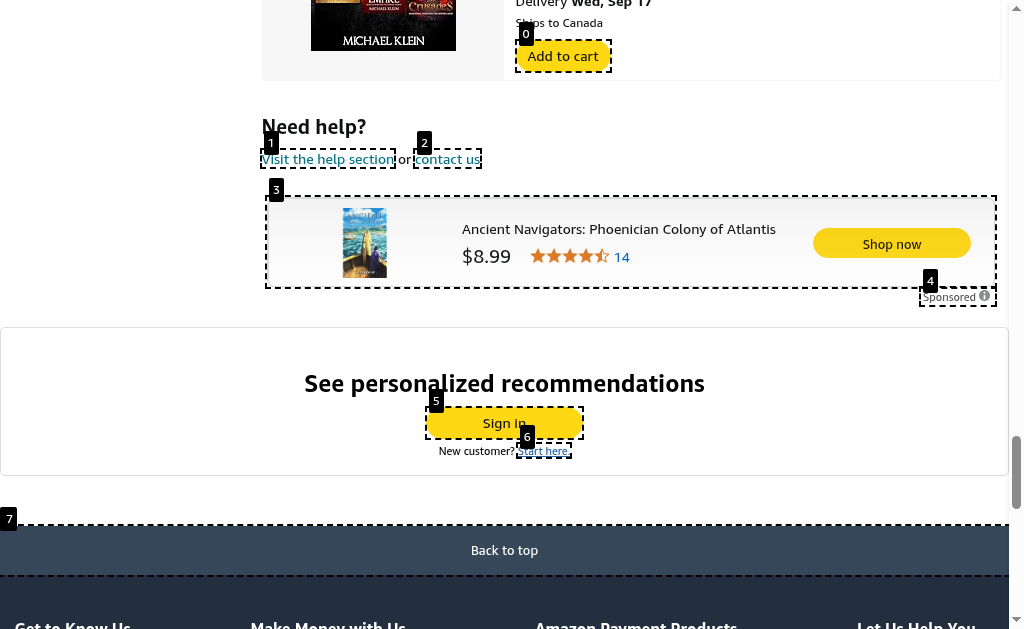 MICHAEL KLEIN
EMPIRE
MICHAEL KLEIN
Crusades
MICHAEL KLEIN
Delivery Wed, Sep 17
Ships to Canada
0
Add to cart
Need help?
1
2
Visit the help section or contact us
3
Ancient Navigators: Phoenician Colony of Atlantis
$8.99
14
Shop now
4
Sponsored
See personalized recommendations
5
Sign in
6
New customer? Start here.
7
Back to top
Get to Know Us
Make Money with Us
Amazon Payment Products
Let Us Help You